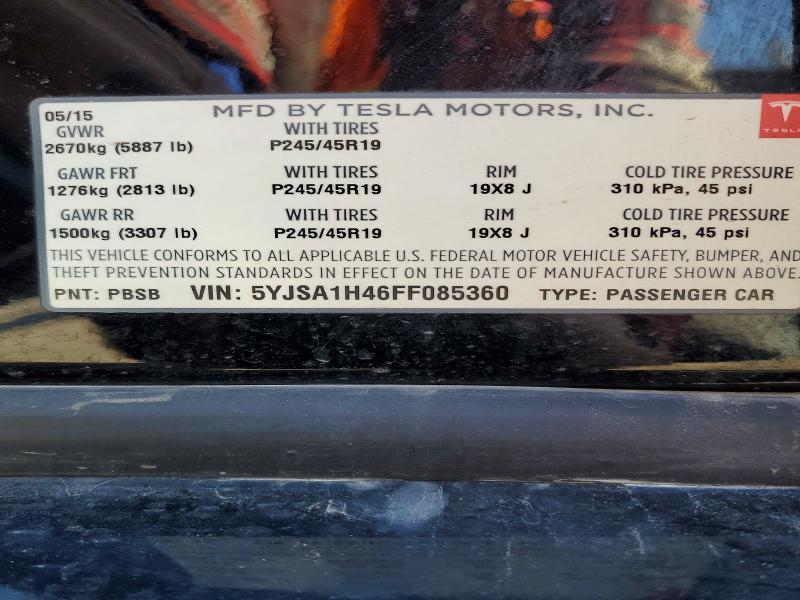 05/15 MFD BY TESLA MOTORS, INC.
GVWR WITH TIRES
2670kg (5887 lb) P245/45R19
TESLA
GAWR FRT WITH TIRES RIM COLD TIRE PRESSURE
1276kg (2813 lb) P245/45R19 19X8 J 310 kPa, 45 psi
GAWR RR WITH TIRES RIM COLD TIRE PRESSURE
1500kg (3307 lb) P245/45R19 19X8 J 310 kPa, 45 psi
THIS VEHICLE CONFORMS TO ALL APPLICABLE U.S. FEDERAL MOTOR VEHICLE SAFETY, BUMPER, AND
THEFT PREVENTION STANDARDS IN EFFECT ON THE DATE OF MANUFACTURE SHOWN ABOVE.
PNT: PBSB VIN: 5YJSA1H46FF085360 TYPE: PASSENGER CAR